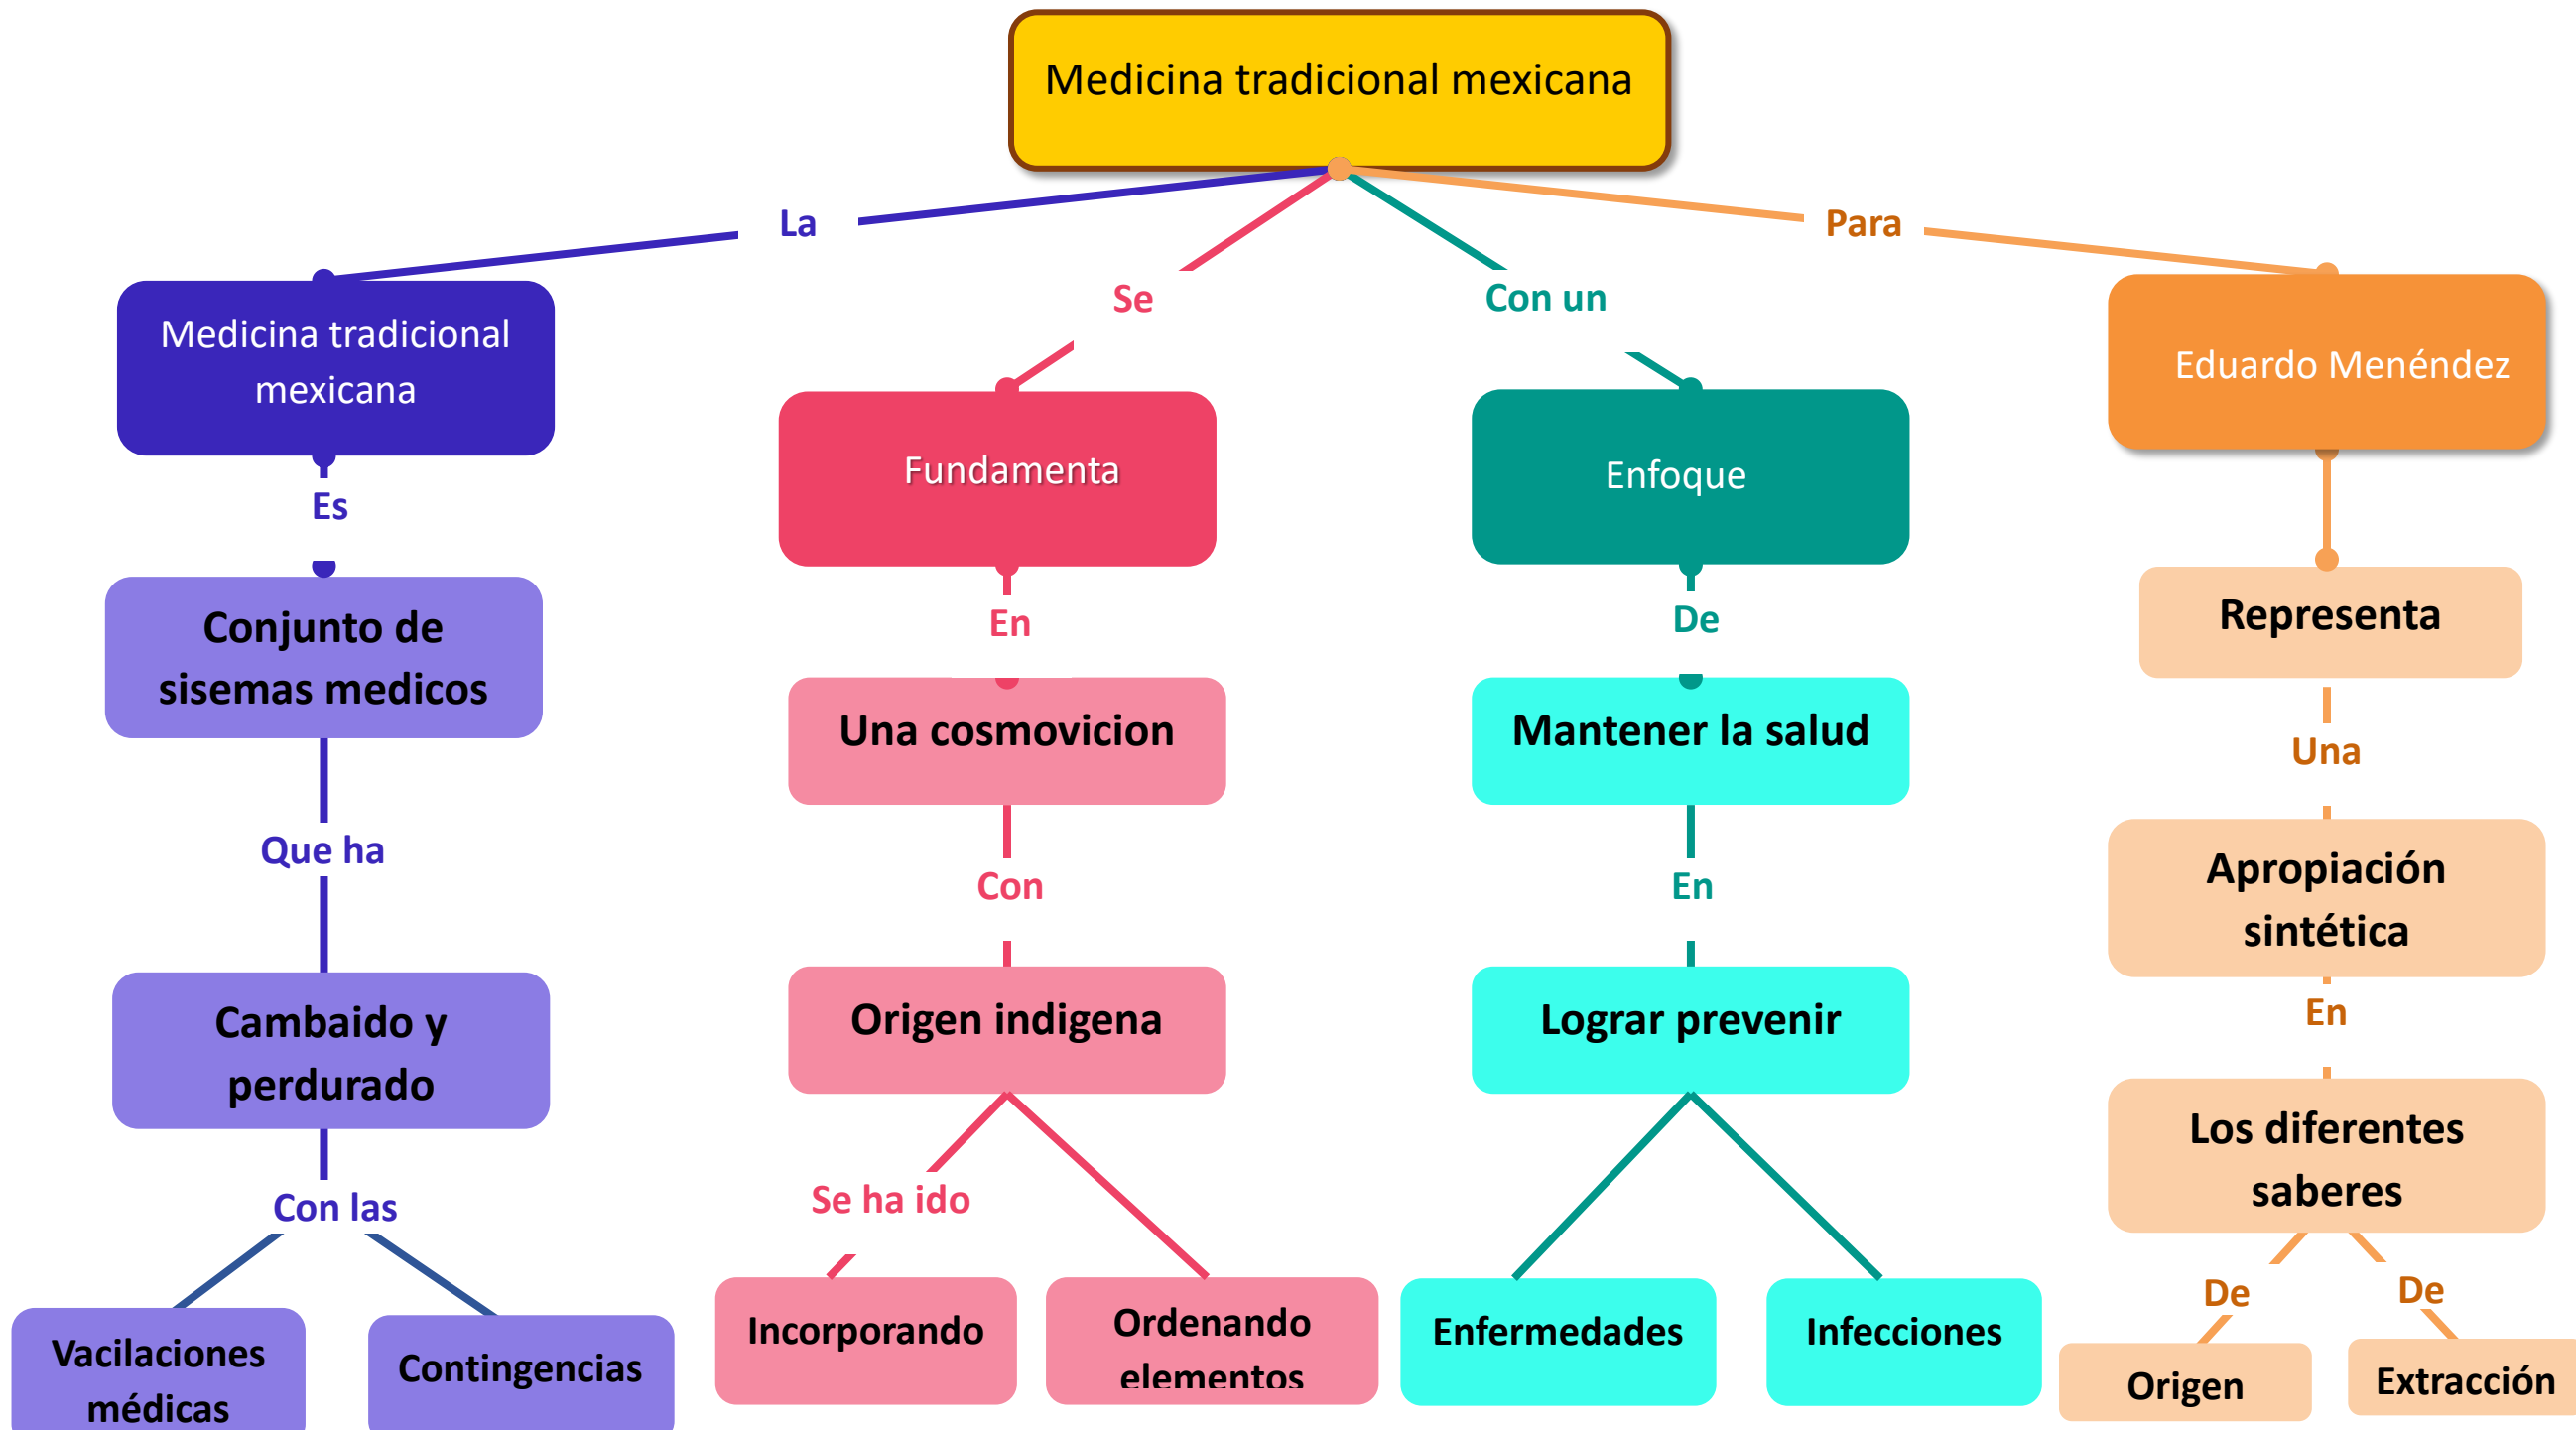 Medicina tradicional mexicana
La
Para
Se
Con un
Medicina tradicional
mexicana
Fundamenta
Enfoque
Eduardo Menéndez
Es
En
De
Conjunto de
sisemas medicos
Una cosmovicion
Mantener la salud
Representa
Una
Que ha
Con
En
Apropiación
sintética
En
Cambaido y
perdurado
Origen indigena
Lograr prevenir
Los diferentes
saberes
Con las
Se ha ido
De
De
Vacilaciones
médicas
Contingencias
Incorporando
Ordenando
elementos
Enfermedades
Infecciones
Origen
Extracción